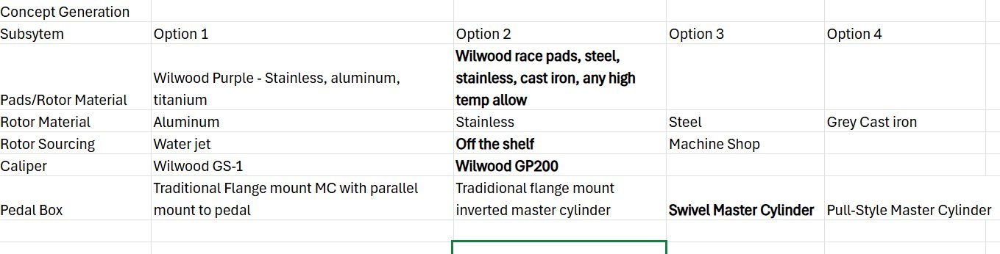 Concept Generation
Subsytem Option 1 Option 2 Option 3 Option 4
Pads/Rotor Material
Wilwood Purple - Stainless, aluminum,
titanium
Wilwood race pads, steel,
stainless, cast iron, any high
temp allow
Rotor Material Aluminum Stainless Steel Grey Cast iron
Rotor Sourcing Water jet Off the shelf Machine Shop
Caliper Wilwood GS-1 Wilwood GP200
Pedal Box
Traditional Flange mount MC with parallel
mount to pedal
Tradidional flange mount
inverted master cylinder
Swivel Master Cylinder
Pull-Style Master Cylinder